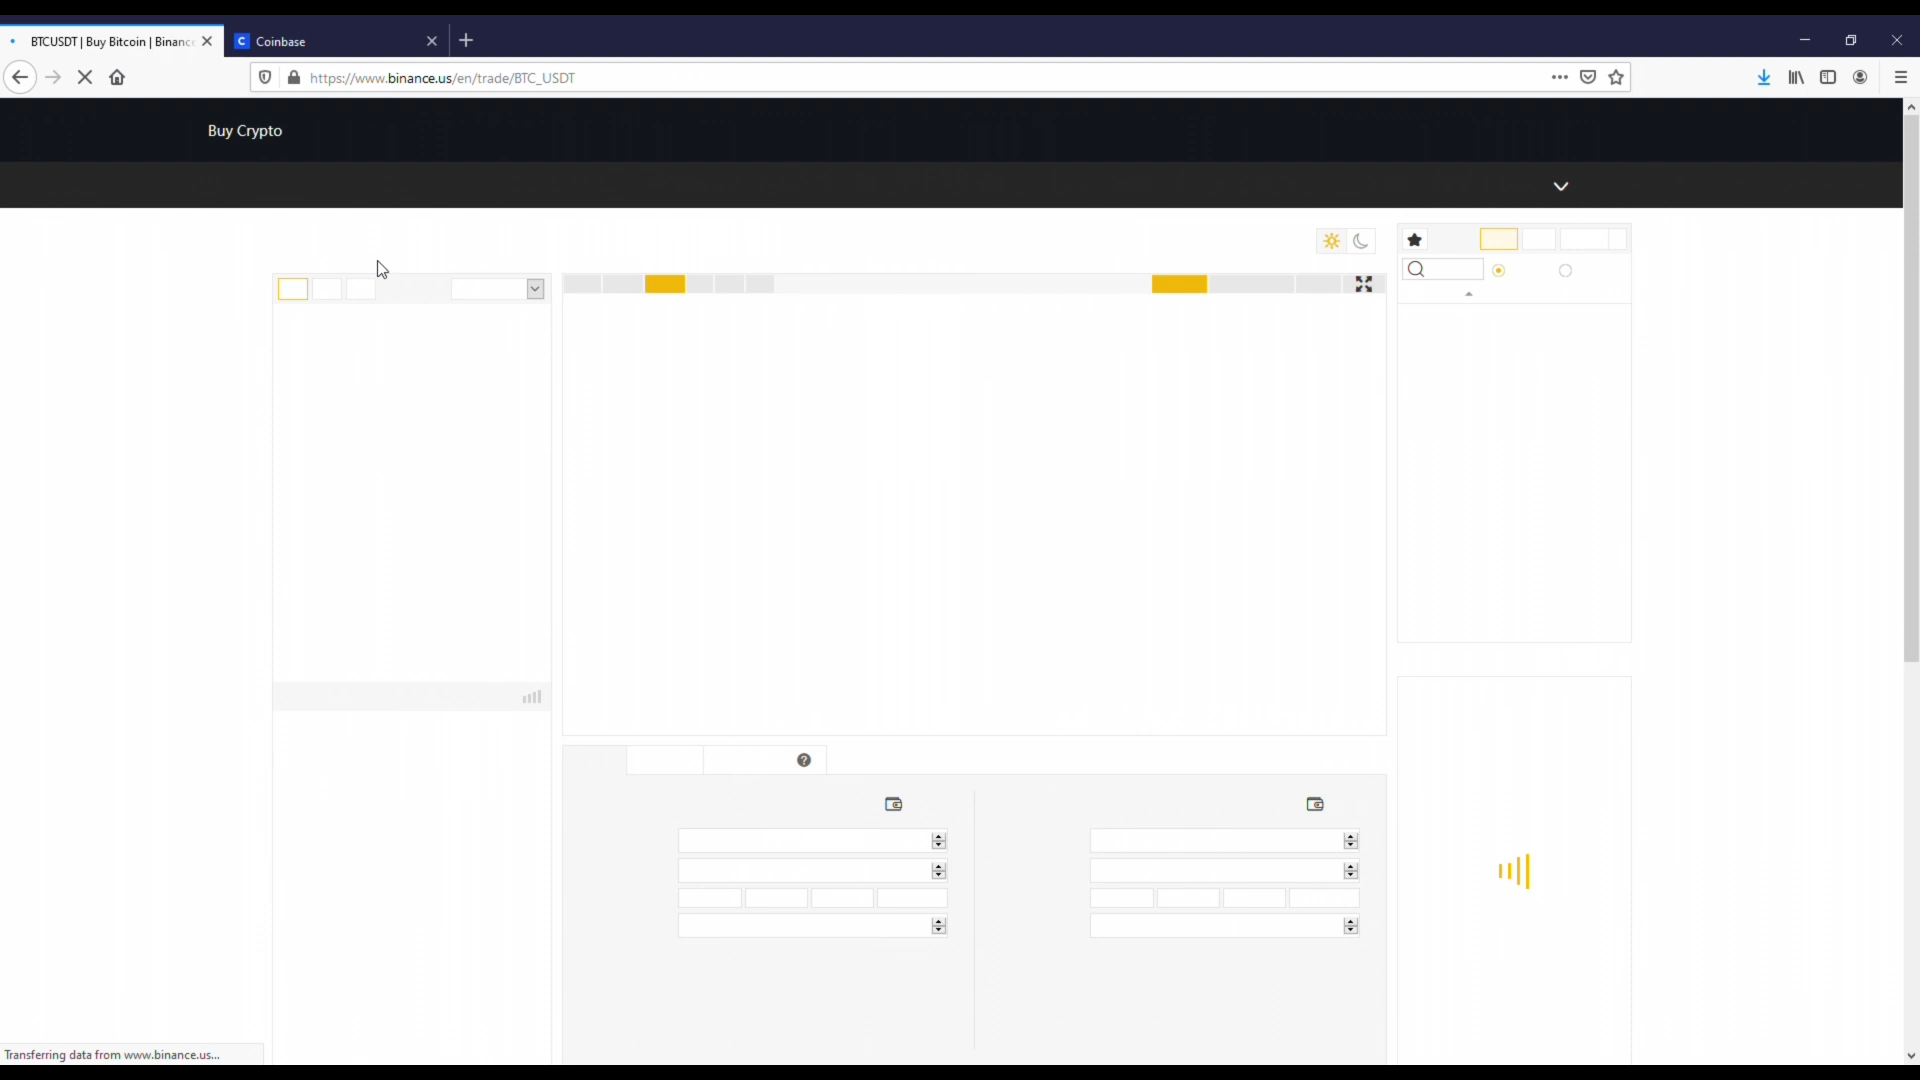 BTCUSDT | Buy Bitcoin | Binance
Coinbase
https://www.binance.us/en/trade/BTC_USDT
Buy Crypto
Transferring data from www.binance.us...